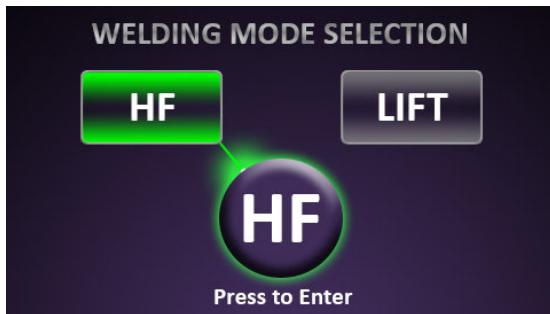 WELDING MODE SELECTION
HF
LIFT
HF
Press to Enter